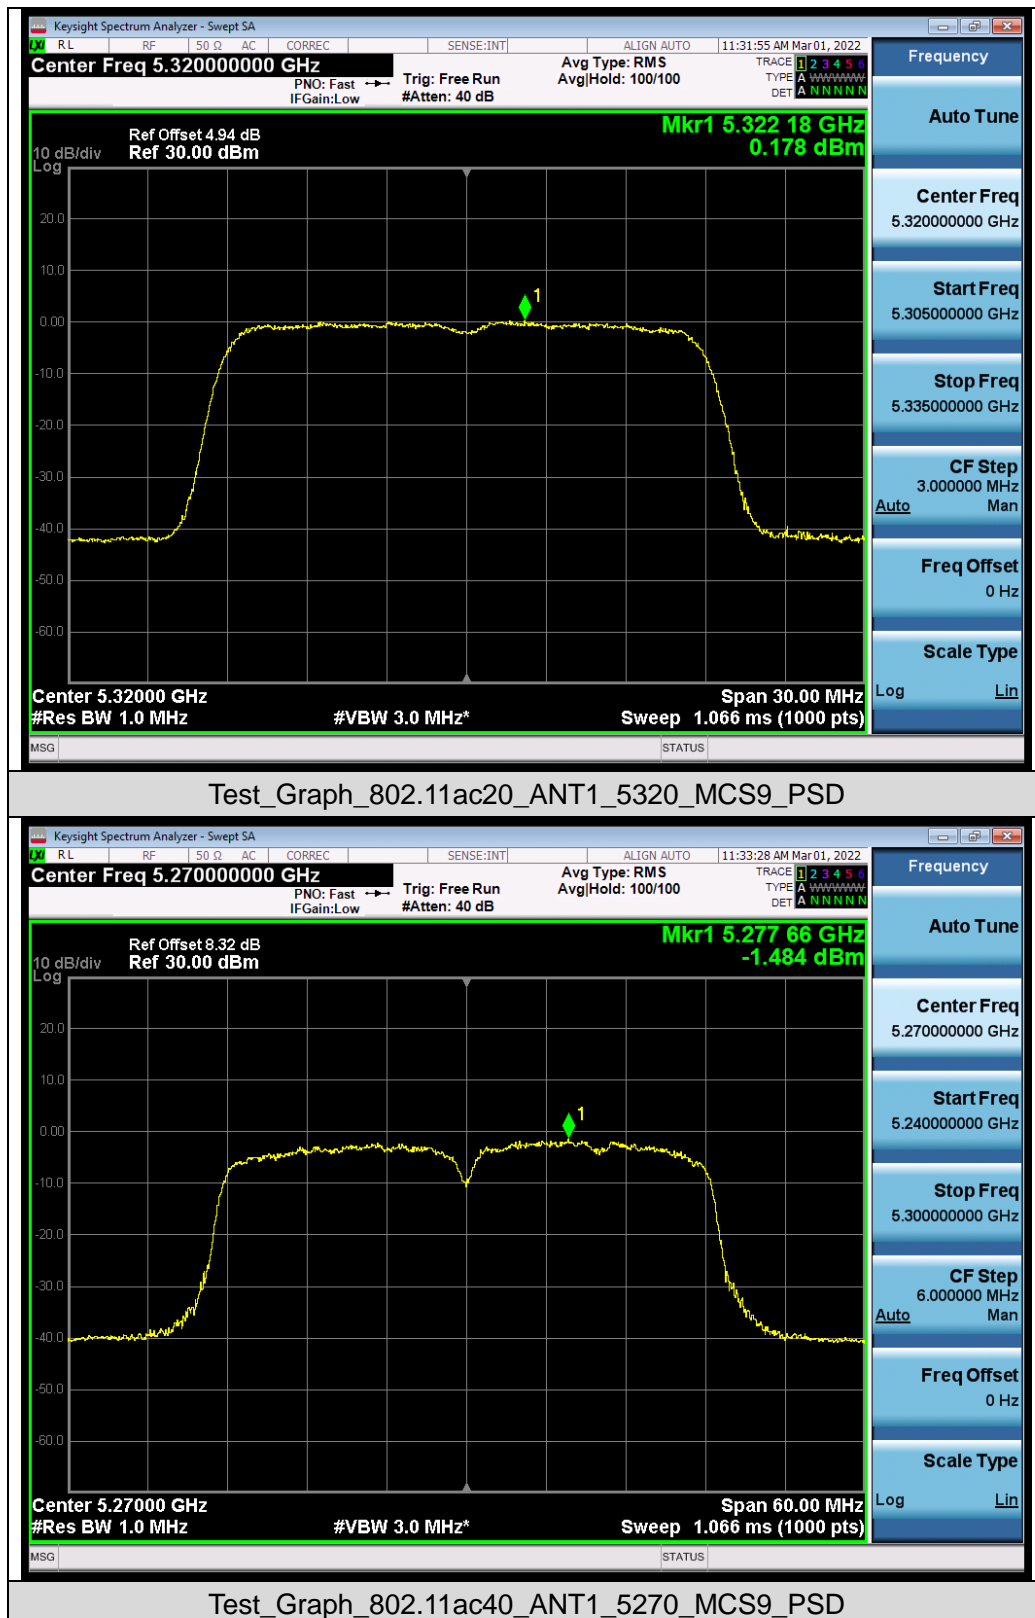 Keysight Spectrum Analyzer - Swept SA
LXI RL RF 50 Ω AC CORREC SENSE:INT ALIGN AUTO 11:31:55 AM Mar 01, 2022
Center Freq 5.320000000 GHz
Avg Type: RMS
TRACE 1 2 3 4 5 6
PNO: Fast
Trig: Free Run
Avg|Hold: 100/100
TYPE A WWWWW
IFGain:Low
#Atten: 40 dB
DET A N N N N N
Mkr1 5.322 18 GHz
0.178 dBm
Ref Offset 4.94 dB
10 dB/div Ref 30.00 dBm
Log
20.0
10.0
1
0.00
-10.0
-20.0
-30.0
-40.0
-50.0
-60.0
Center 5.32000 GHz Span 30.00 MHz
#Res BW 1.0 MHz #VBW 3.0 MHz* Sweep 1.066 ms (1000 pts)
MSG STATUS
Frequency
Auto Tune
Center Freq
5.320000000 GHz
Start Freq
5.305000000 GHz
Stop Freq
5.335000000 GHz
CF Step
3.000000 MHz
Auto Man
Freq Offset
0 Hz
Scale Type
Log Lin
Test_Graph_802.11ac20_ANT1_5320_MCS9_PSD
Keysight Spectrum Analyzer - Swept SA
LXI RL RF 50 Ω AC CORREC SENSE:INT ALIGN AUTO 11:33:28 AM Mar 01, 2022
Center Freq 5.270000000 GHz
Avg Type: RMS
TRACE 1 2 3 4 5 6
PNO: Fast
Trig: Free Run
Avg|Hold: 100/100
TYPE A WWWWW
IFGain:Low
#Atten: 40 dB
DET A N N N N N
Mkr1 5.277 66 GHz
-1.484 dBm
Ref Offset 8.32 dB
10 dB/div Ref 30.00 dBm
Log
20.0
10.0
1
0.00
-10.0
-20.0
-30.0
-40.0
-50.0
-60.0
Center 5.27000 GHz Span 60.00 MHz
#Res BW 1.0 MHz #VBW 3.0 MHz* Sweep 1.066 ms (1000 pts)
MSG STATUS
Frequency
Auto Tune
Center Freq
5.270000000 GHz
Start Freq
5.240000000 GHz
Stop Freq
5.300000000 GHz
CF Step
6.000000 MHz
Auto Man
Freq Offset
0 Hz
Scale Type
Log Lin
Test_Graph_802.11ac40_ANT1_5270_MCS9_PSD